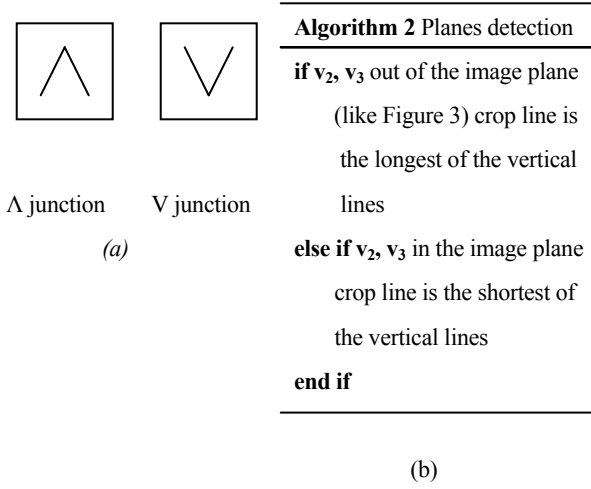 Λ junction V junction
(a)
Algorithm 2 Planes detection
if v₂, v₃ out of the image plane
(like Figure 3) crop line is
the longest of the vertical
lines
else if v₂, v₃ in the image plane
crop line is the shortest of
the vertical lines
end if
(b)